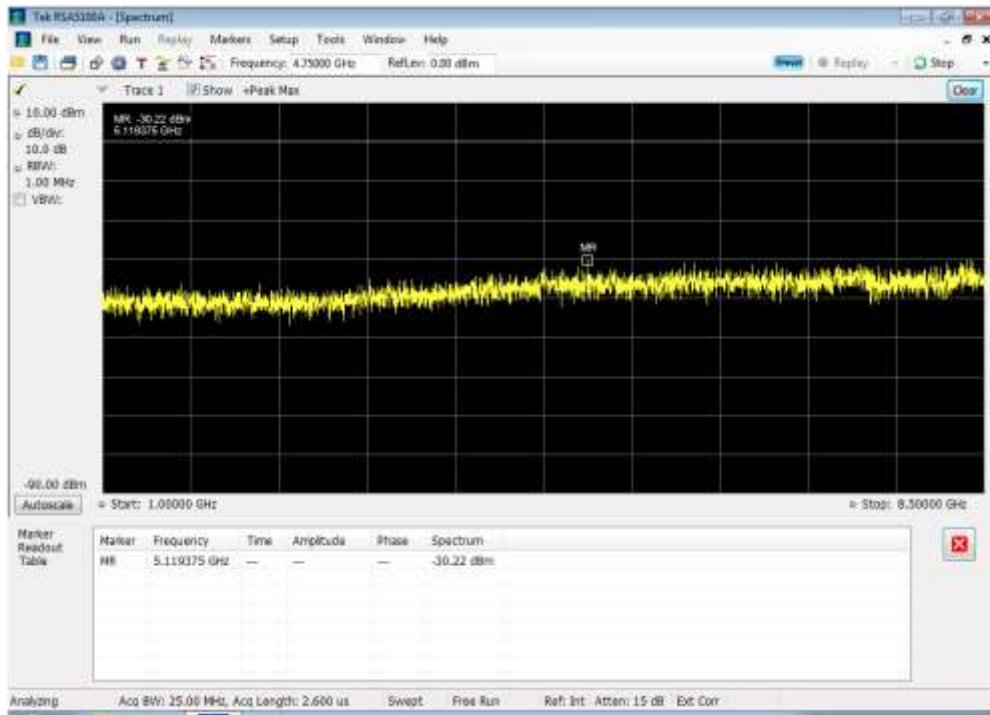 Tek RSA5100A - [Spectrum]
File View Run Replay Markers Setup Tools Window Help
T Frequency: 4.75000 GHz RefLev: 0.00 dBm Preset Replay Stop
Trace 1 Show +Peak Max Clear
10.00 dBm
MR: -30.22 dBm
5.119375 GHz
dB/div:
10.0 dB
RBW:
1.00 MHz
VBW:
MR
-90.00 dBm
Autoscale Start: 1.00000 GHz Stop: 8.50000 GHz
Marker
Readout
Table
Marker Frequency Time Amplitude Phase Spectrum
MR 5.119375 GHz --- --- --- -30.22 dBm
Analyzing Acq BW: 25.00 MHz, Acq Length: 2.600 us Swept Free Run Ref: Int Atten: 15 dB Ext Corr